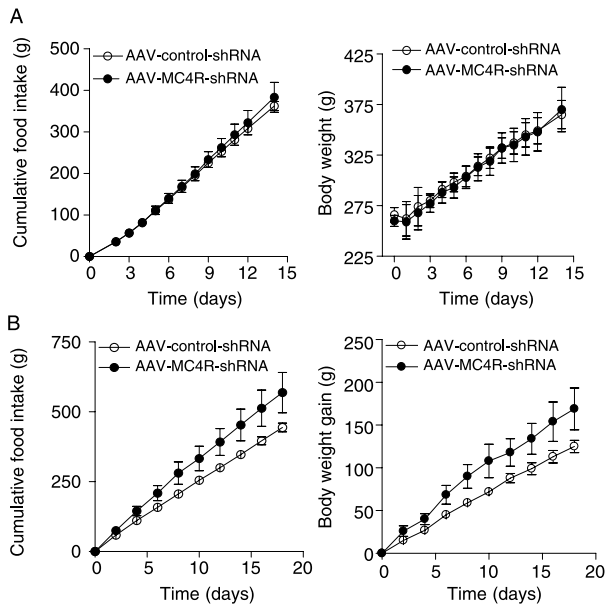 A
Cumulative food intake (g)
500
400
300
200
100
0
AAV-control-shRNA
AAV-MC4R-shRNA
0 3 6 9 12 15
Time (days)
Body weight (g)
425
375
325
275
225
AAV-control-shRNA
AAV-MC4R-shRNA
0 3 6 9 12 15
Time (days)
B
Cumulative food intake (g)
750
500
250
0
AAV-control-shRNA
AAV-MC4R-shRNA
0 5 10 15 20
Time (days)
Body weight gain (g)
250
200
150
100
50
0
AAV-control-shRNA
AAV-MC4R-shRNA
0 5 10 15 20
Time (days)